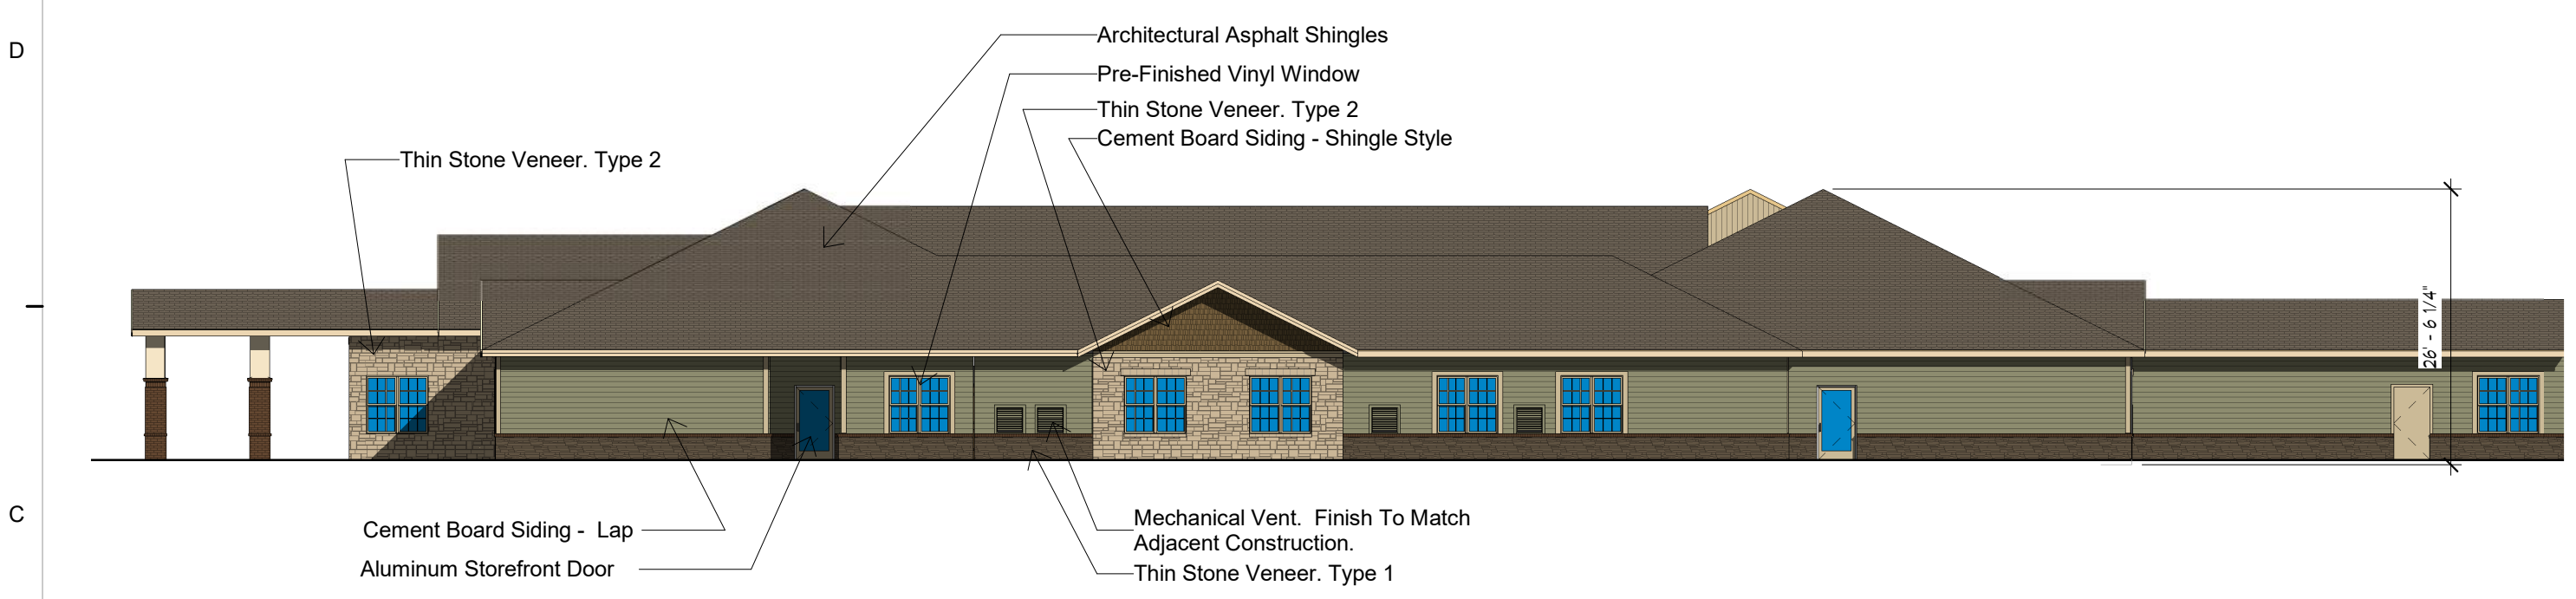 D
Architectural Asphalt Shingles
Pre-Finished Vinyl Window
Thin Stone Veneer. Type 2
Cement Board Siding - Shingle Style
Thin Stone Veneer. Type 2
26' - 6 1/4"
C
Cement Board Siding -  Lap
Aluminum Storefront Door
Mechanical Vent.  Finish To Match
Adjacent Construction.
Thin Stone Veneer. Type 1